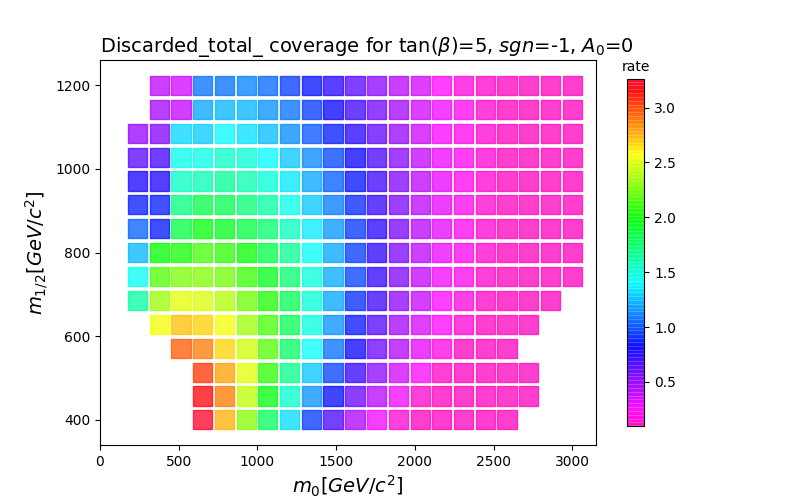 Discarded_total_ coverage for tan(β)=5, sgn=-1, A₀=0
rate
1200
1000
800
600
400
3.0
2.5
2.0
1.5
1.0
0.5
m₁/₂[GeV/c²]
0 500 1000 1500 2000 2500 3000
m₀[GeV/c²]